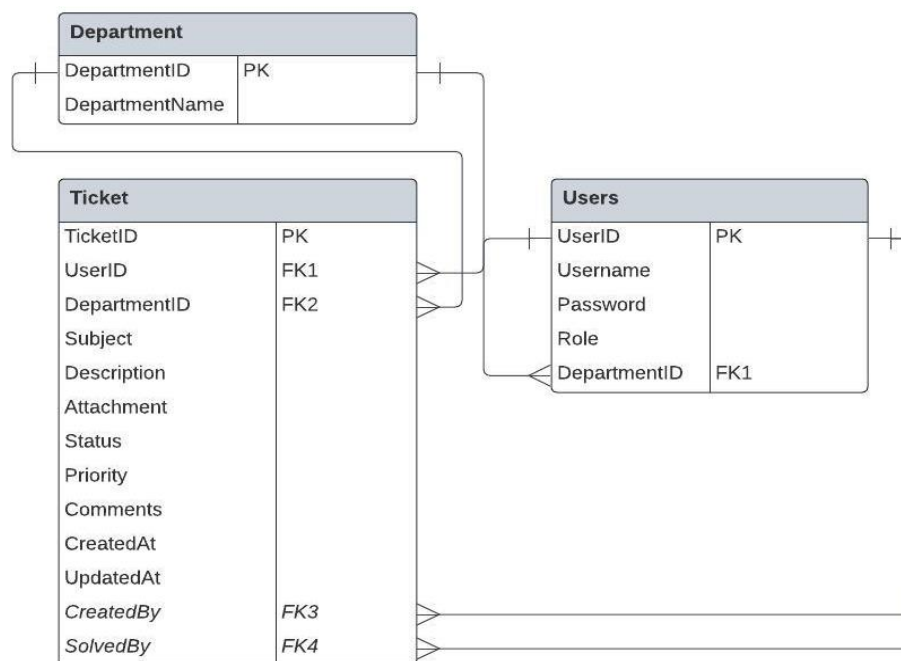 Department
DepartmentID PK
DepartmentName
Ticket
TicketID PK
UserID FK1
DepartmentID FK2
Subject
Description
Attachment
Status
Priority
Comments
CreatedAt
UpdatedAt
CreatedBy FK3
SolvedBy FK4
Users
UserID PK
Username
Password
Role
DepartmentID FK1